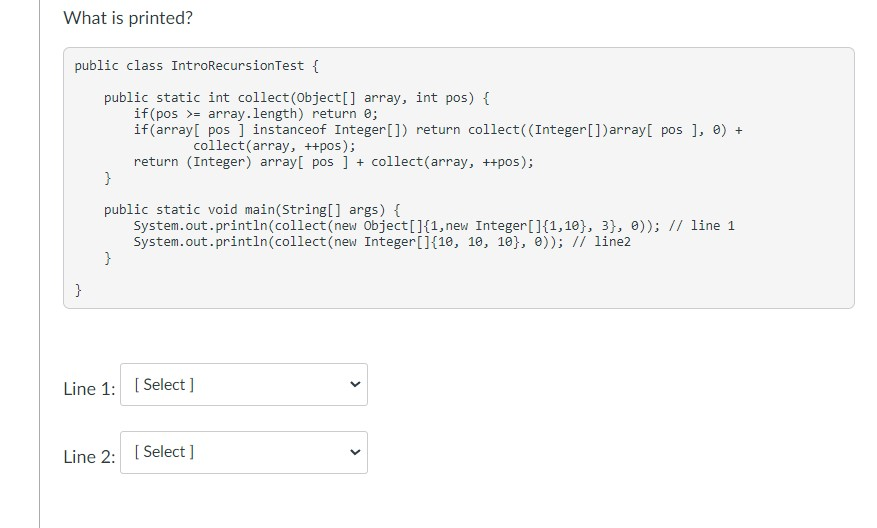 What is printed?
public class IntroRecursionTest {
public static int collect(Object[] array, int pos) {
if(pos >= array.length) return 0;
if(array[ pos ] instanceof Integer[]) return collect((Integer[])array[ pos ], 0) +
collect(array, ++pos);
return (Integer) array[ pos ] + collect(array, ++pos);
}
public static void main(String[] args) {
System.out.println(collect(new Object[]{1,new Integer[]{1,10}, 3}, 0)); // line 1
System.out.println(collect(new Integer[]{10, 10, 10}, 0)); // line2
}
}
Line 1: [ Select ]
Line 2: [ Select ]